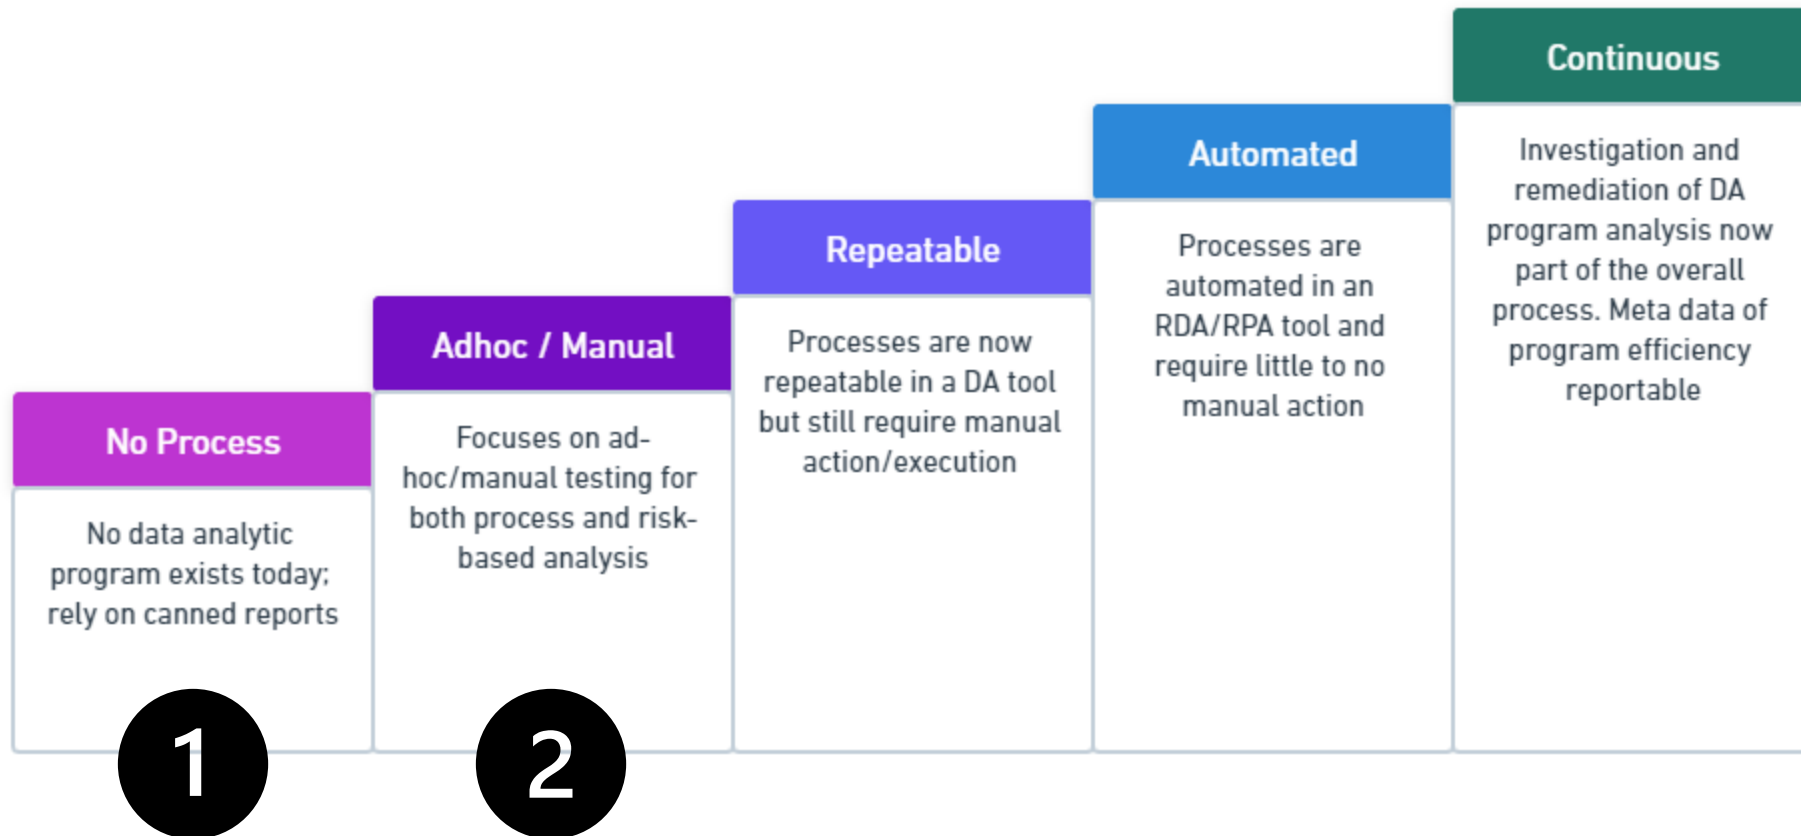 No Process
No data analytic
program exists today;
rely on canned reports
1
Adhoc / Manual
Focuses on ad-
hoc/manual testing for
both process and risk-
based analysis
2
Repeatable
Processes are now
repeatable in a DA tool
but still require manual
action/execution
Automated
Processes are
automated in an
RDA/RPA tool and
require little to no
manual action
Continuous
Investigation and
remediation of DA
program analysis now
part of the overall
process. Meta data of
program efficiency
reportable